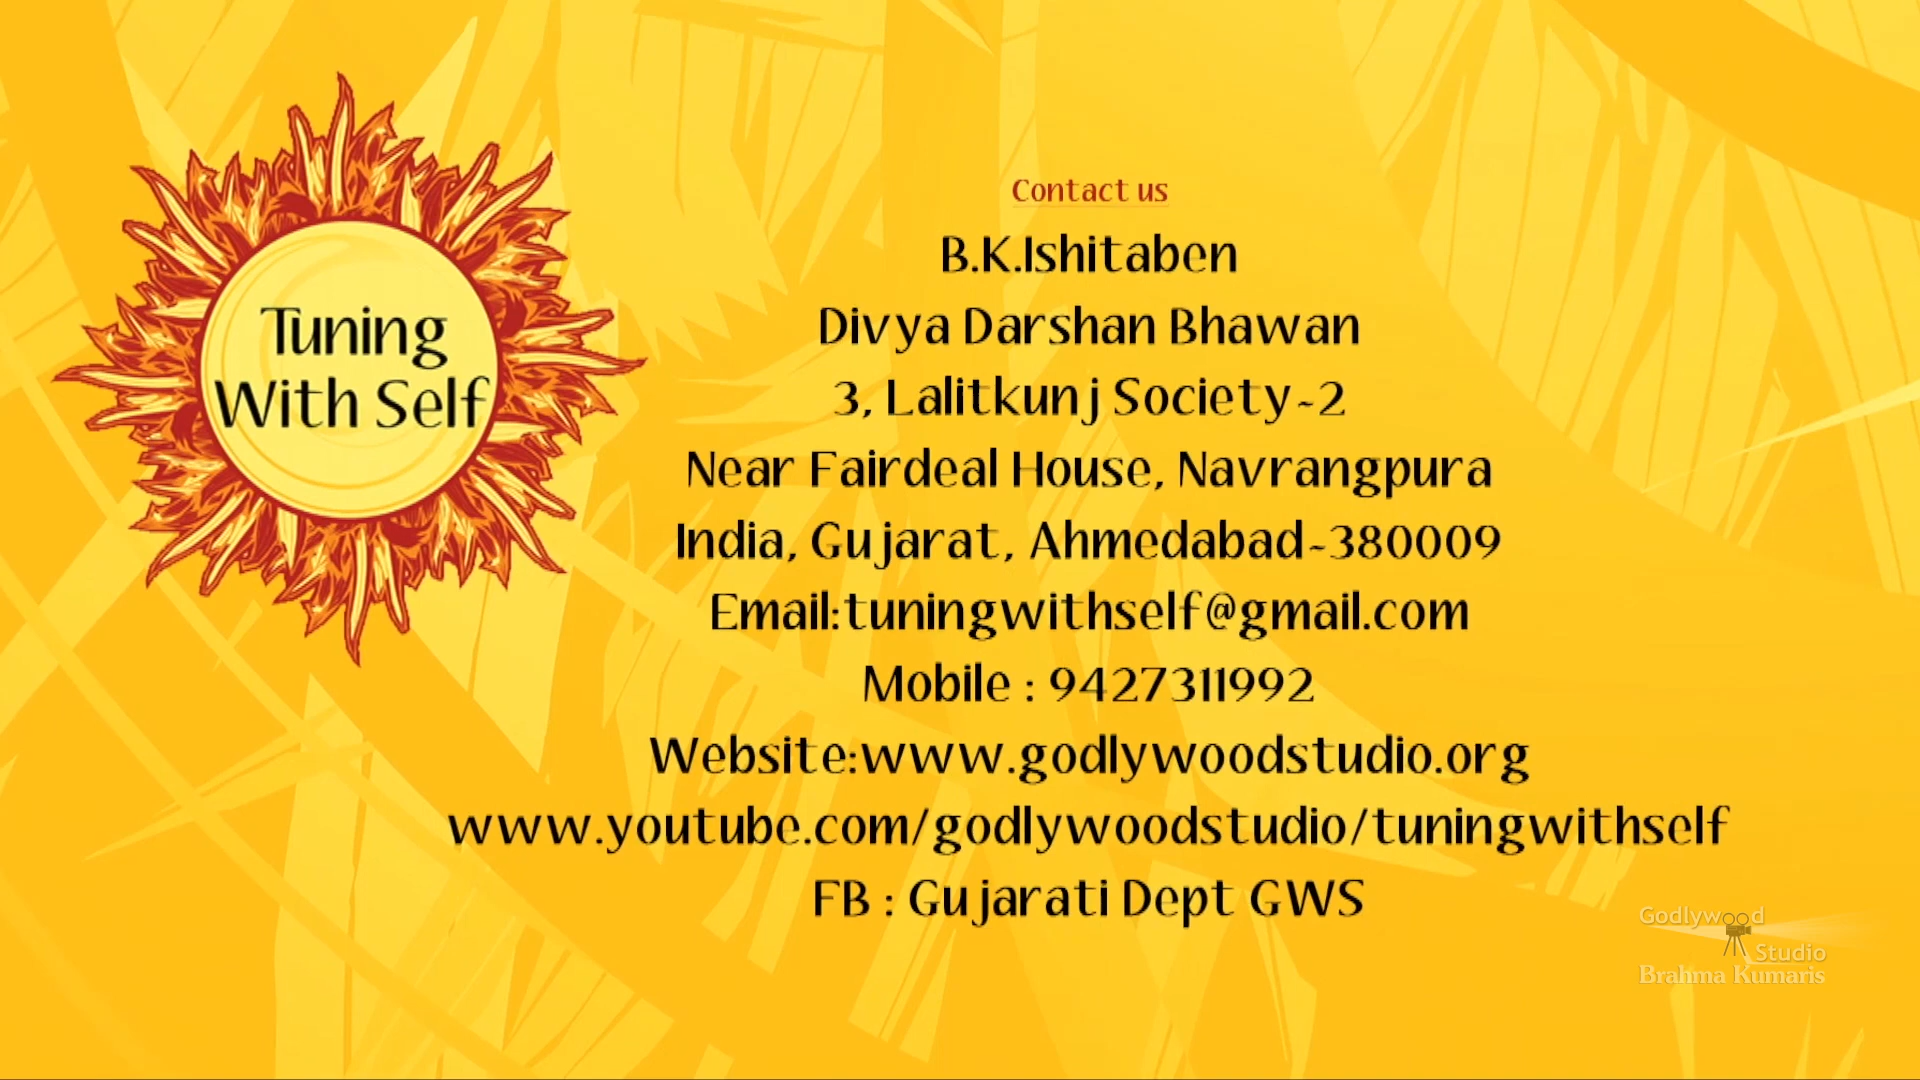 Tuning
With Self
Contact us
B.K.Ishitaben
Divya Darshan Bhawan
3, Lalitkunj Society-2
Near Fairdeal House, Navrangpura
India, Gujarat, Ahmedabad-380009
Email:tuningwithself@gmail.com
Mobile : 9427311992
Website:www.godlywoodstudio.org
www.youtube.com/godlywoodstudio/tuningwithself
FB : Gujarati Dept GWS
Godlywood
Studio
Brahma Kumaris